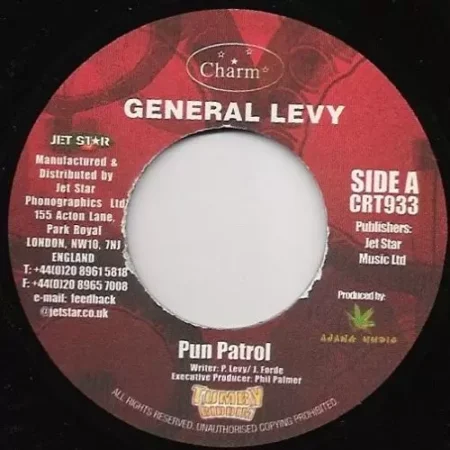 Charm
GENERAL LEVY
JET STAR
Manufactured &
Distributed by
Jet Star
Phonographics Ltd
155 Acton Lane,
Park Royal
LONDON, NW10, 7NJ
ENGLAND
T: +44(0)20 8961 5818
F: +44(0)20 8965 7008
e-mail: feedback
@jetstar.co.uk
SIDE A
CRT933
Publishers:
Jet Star
Music Ltd
Produced by:
AJANG MUSIC
Pun Patrol
Writer: P. Levy/ J. Forde
Executive Producer: Phil Palmer
ALL RIGHTS RESERVED. UNAUTHORISED COPYING PROHIBITED.